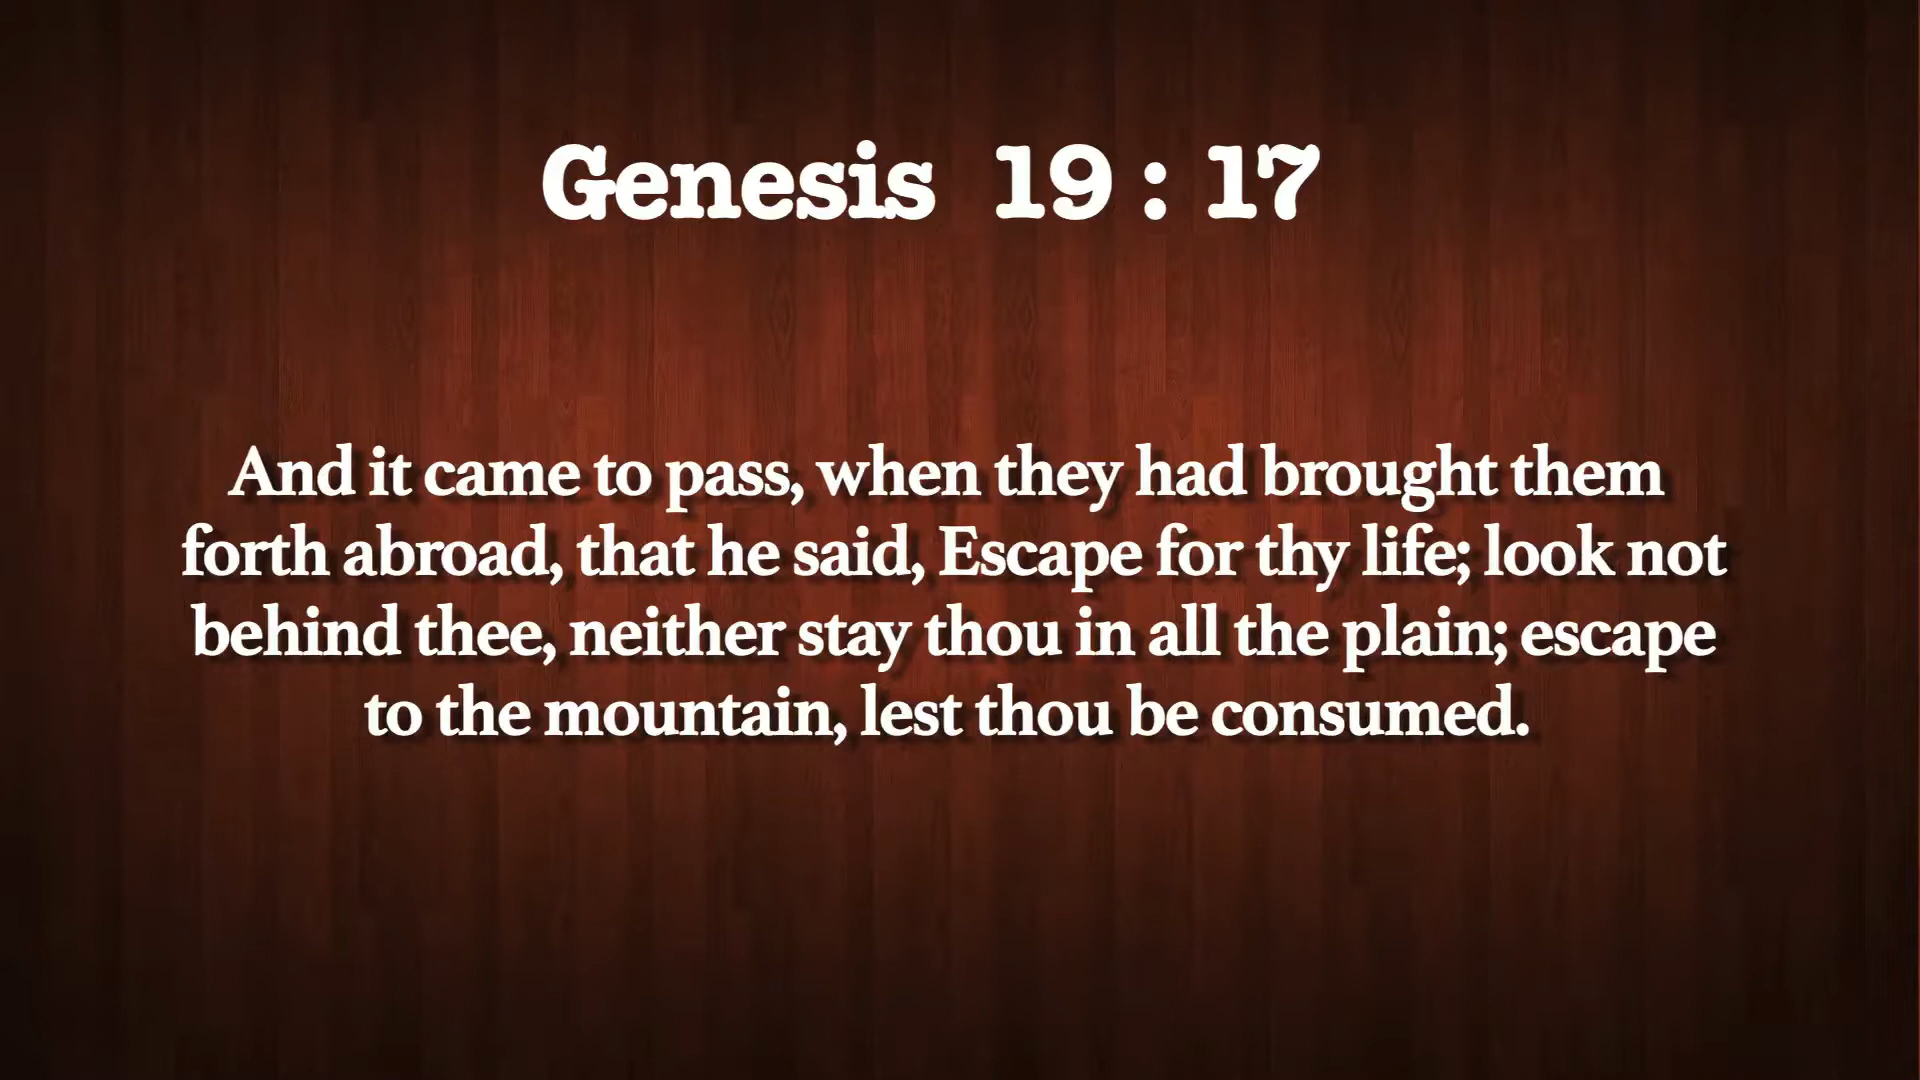 Genesis 19 : 17
And it came to pass, when they had brought them
forth abroad, that he said, Escape for thy life; look not
behind thee, neither stay thou in all the plain; escape
to the mountain, lest thou be consumed.